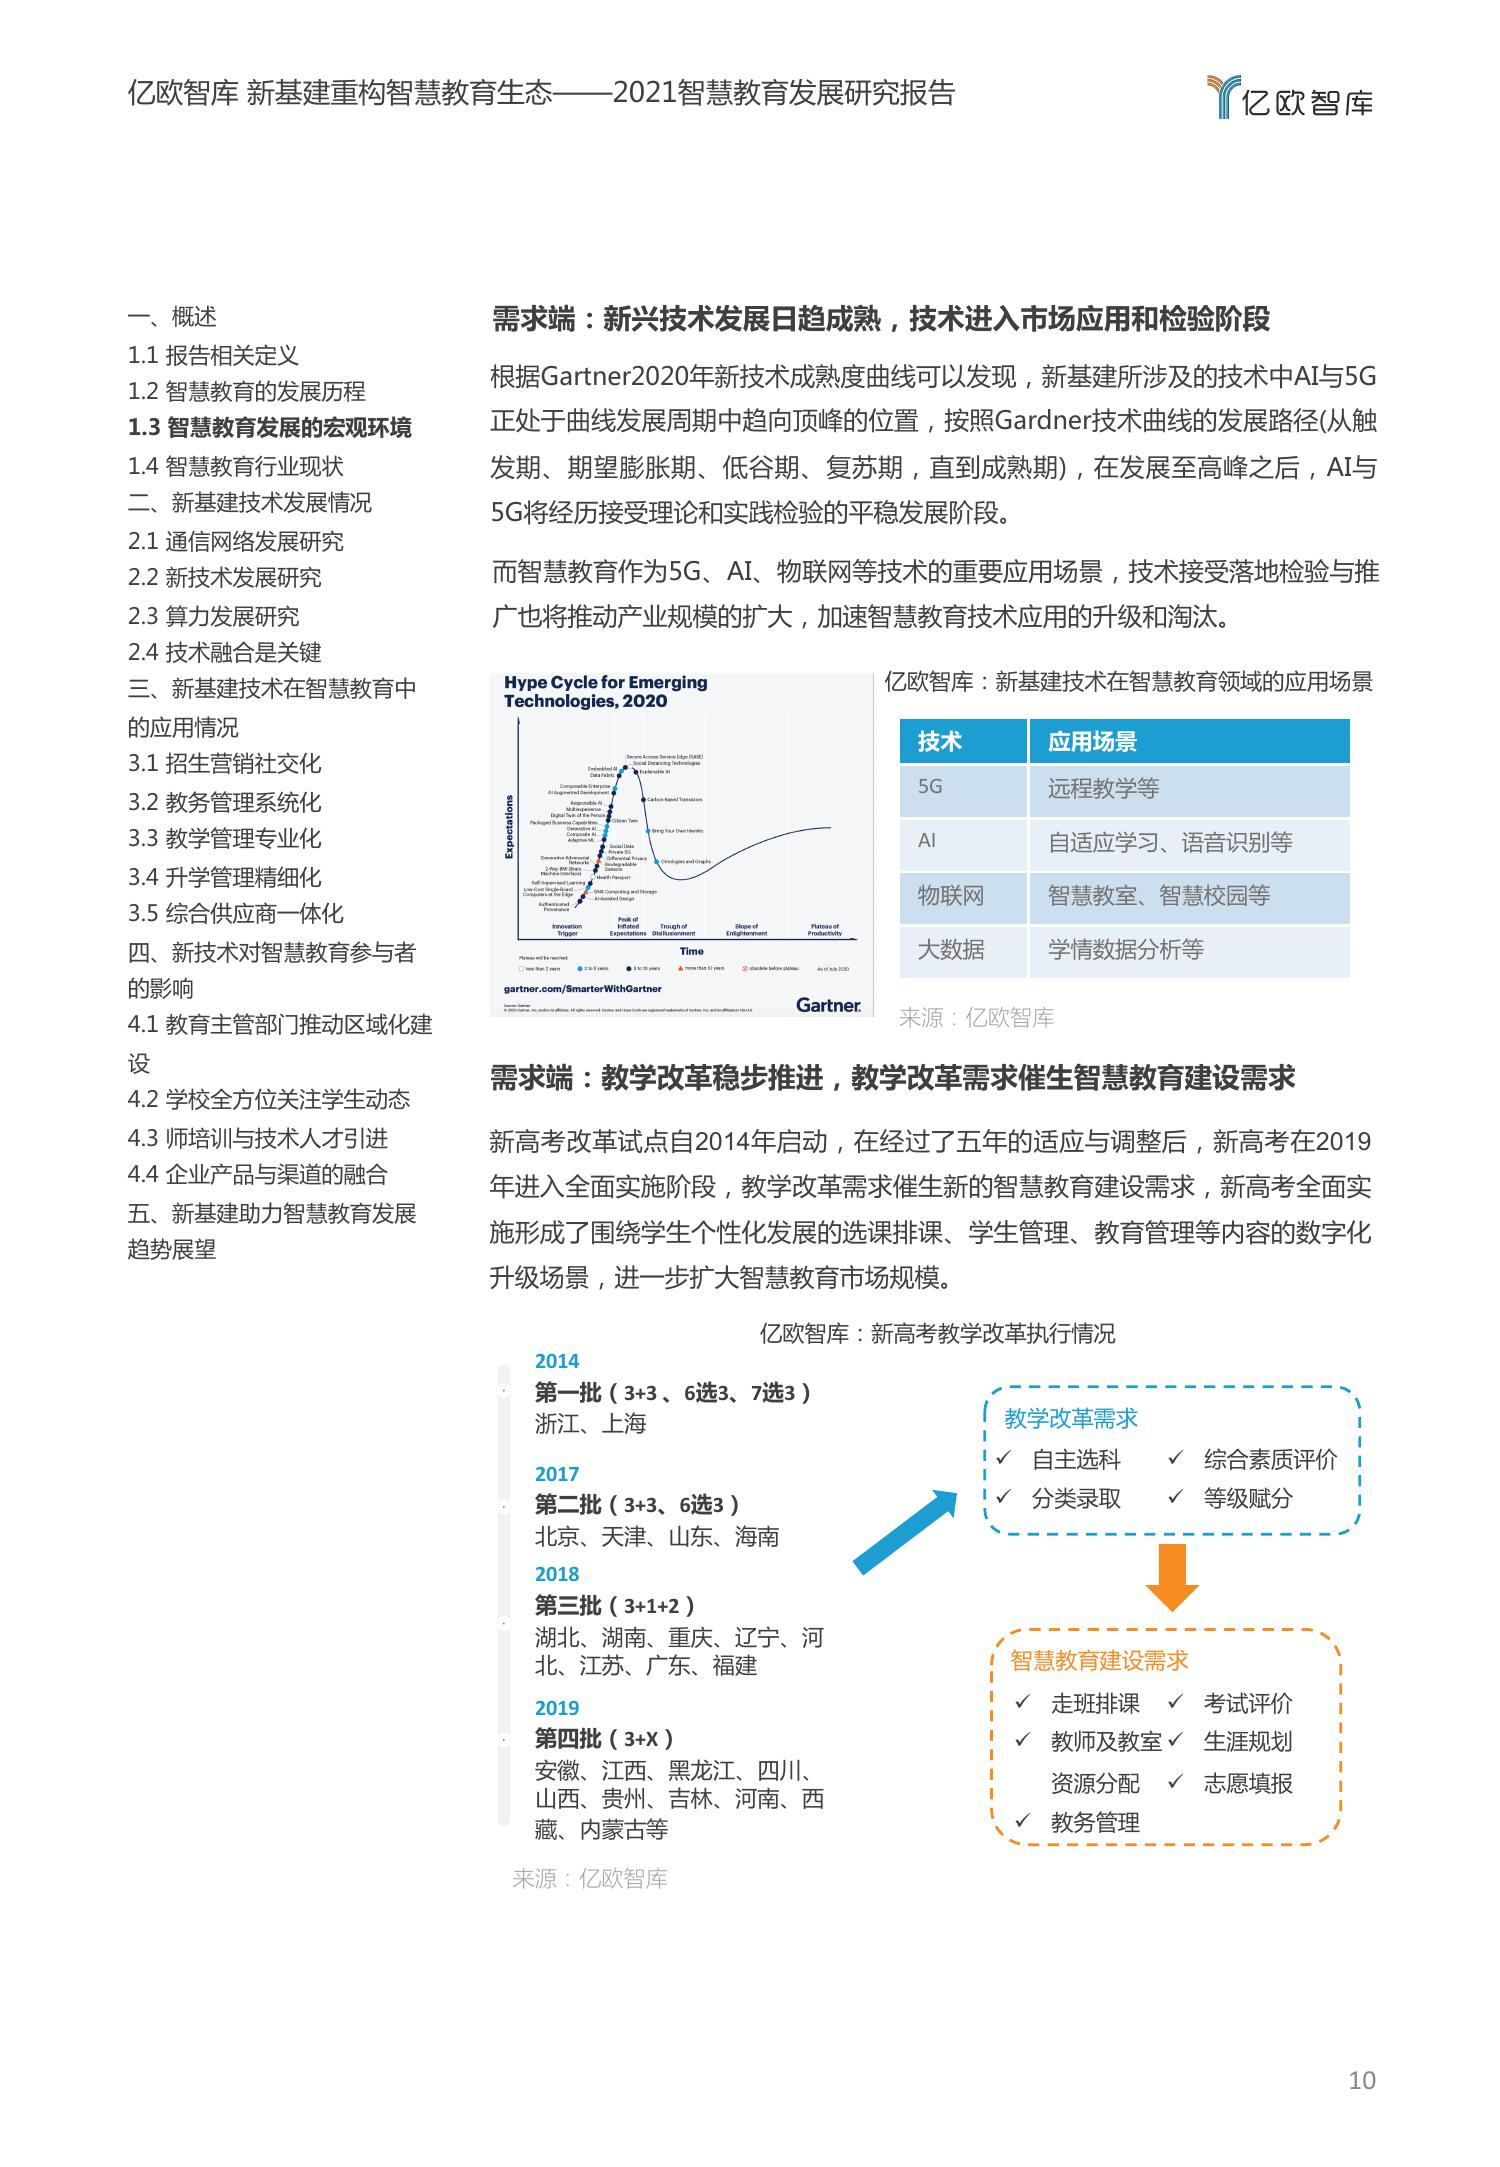 亿欧智库 新基建重构智慧教育生态——2021智慧教育发展研究报告
亿欧智库
一、概述
1.1 报告相关定义
1.2 智慧教育的发展历程
1.3 智慧教育发展的宏观环境
1.4 智慧教育行业现状
二、新基建技术发展情况
2.1 通信网络发展研究
2.2 新技术发展研究
2.3 算力发展研究
2.4 技术融合是关键
三、新基建技术在智慧教育中
的应用情况
3.1 招生营销社交化
3.2 教务管理系统化
3.3 教学管理专业化
3.4 升学管理精细化
3.5 综合供应商一体化
四、新技术对智慧教育参与者
的影响
4.1 教育主管部门推动区域化建
设
4.2 学校全方位关注学生动态
4.3 师培训与技术人才引进
4.4 企业产品与渠道的融合
五、新基建助力智慧教育发展
趋势展望
需求端：新兴技术发展日趋成熟，技术进入市场应用和检验阶段
根据Gartner2020年新技术成熟度曲线可以发现，新基建所涉及的技术中AI与5G
正处于曲线发展周期中趋向顶峰的位置，按照Gardner技术曲线的发展路径(从触
发期、期望膨胀期、低谷期、复苏期，直到成熟期)，在发展至高峰之后，AI与
5G将经历接受理论和实践检验的平稳发展阶段。
而智慧教育作为5G、AI、物联网等技术的重要应用场景，技术接受落地检验与推
广也将推动产业规模的扩大，加速智慧教育技术应用的升级和淘汰。
Hype Cycle for Emerging
Technologies, 2020
Expectations
Secure Access Service Edge (SASE)
Social Distancing Technologies
Embedded AI
Explainable AI
Data Fabric
Composable Enterprise
AI Augmented Development
Carbon-Based Transistors
Responsible AI
Multiexperience
Digital Twin of the Person
Citizen Twin
Packaged Business Capabilities
Generative AI
Bring Your Own Identity
Composite AI
Adaptive ML
Social Data
Private 5G
Generative Adversarial
Networks
Differential Privacy
Ontologies and Graphs
Biodegradable
Sensors
2-Way BMI (Brain
Machine Interface)
Health Passport
Self-Supervised Learning
Low-Cost Single-Board
Computers at the Edge
DNA Computing and Storage
AI-Assisted Design
Authenticated
Provenance
Innovation
Trigger
Peak of
Inflated
Expectations
Trough of
Disillusionment
Slope of
Enlightenment
Plateau of
Productivity
Time
Plateau will be reached:
less than 2 years
2 to 5 years
5 to 10 years
more than 10 years
obsolete before plateau
As of July 2020
gartner.com/SmarterWithGartner
Source: Gartner
© 2020 Gartner, Inc. and/or its affiliates. All rights reserved. Gartner and Hype Cycle are registered trademarks of Gartner, Inc. and its affiliates in the U.S.
Gartner
亿欧智库：新基建技术在智慧教育领域的应用场景
技术 应用场景
5G 远程教学等
AI 自适应学习、语音识别等
物联网 智慧教室、智慧校园等
大数据 学情数据分析等
来源：亿欧智库
需求端：教学改革稳步推进，教学改革需求催生智慧教育建设需求
新高考改革试点自2014年启动，在经过了五年的适应与调整后，新高考在2019
年进入全面实施阶段，教学改革需求催生新的智慧教育建设需求，新高考全面实
施形成了围绕学生个性化发展的选课排课、学生管理、教育管理等内容的数字化
升级场景，进一步扩大智慧教育市场规模。
亿欧智库：新高考教学改革执行情况
2014
第一批（3+3 、6选3、7选3）
浙江、上海
2017
第二批（3+3、6选3）
北京、天津、山东、海南
2018
第三批（3+1+2）
湖北、湖南、重庆、辽宁、河
北、江苏、广东、福建
2019
第四批（3+X）
安徽、江西、黑龙江、四川、
山西、贵州、吉林、河南、西
藏、内蒙古等
教学改革需求
✓ 自主选科 ✓ 综合素质评价
✓ 分类录取 ✓ 等级赋分
智慧教育建设需求
✓ 走班排课 ✓ 考试评价
✓ 教师及教室 ✓ 生涯规划
资源分配 ✓ 志愿填报
✓ 教务管理
来源：亿欧智库
10